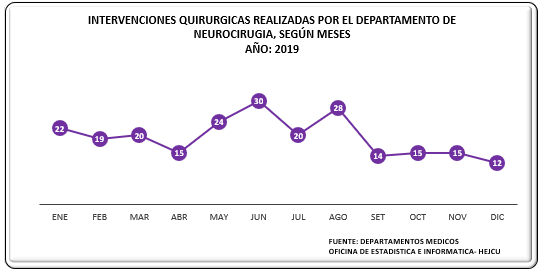 INTERVENCIONES QUIRURGICAS REALIZADAS POR EL DEPARTAMENTO DE
NEUROCIRUGIA, SEGÚN MESES
AÑO: 2019
22 19 20 15 24 30 20 28 14 15 15 12
ENE FEB MAR ABR MAY JUN JUL AGO SET OCT NOV DIC
FUENTE: DEPARTAMENTOS MEDICOS
OFICINA DE ESTADISTICA E INFORMATICA- HEJCU